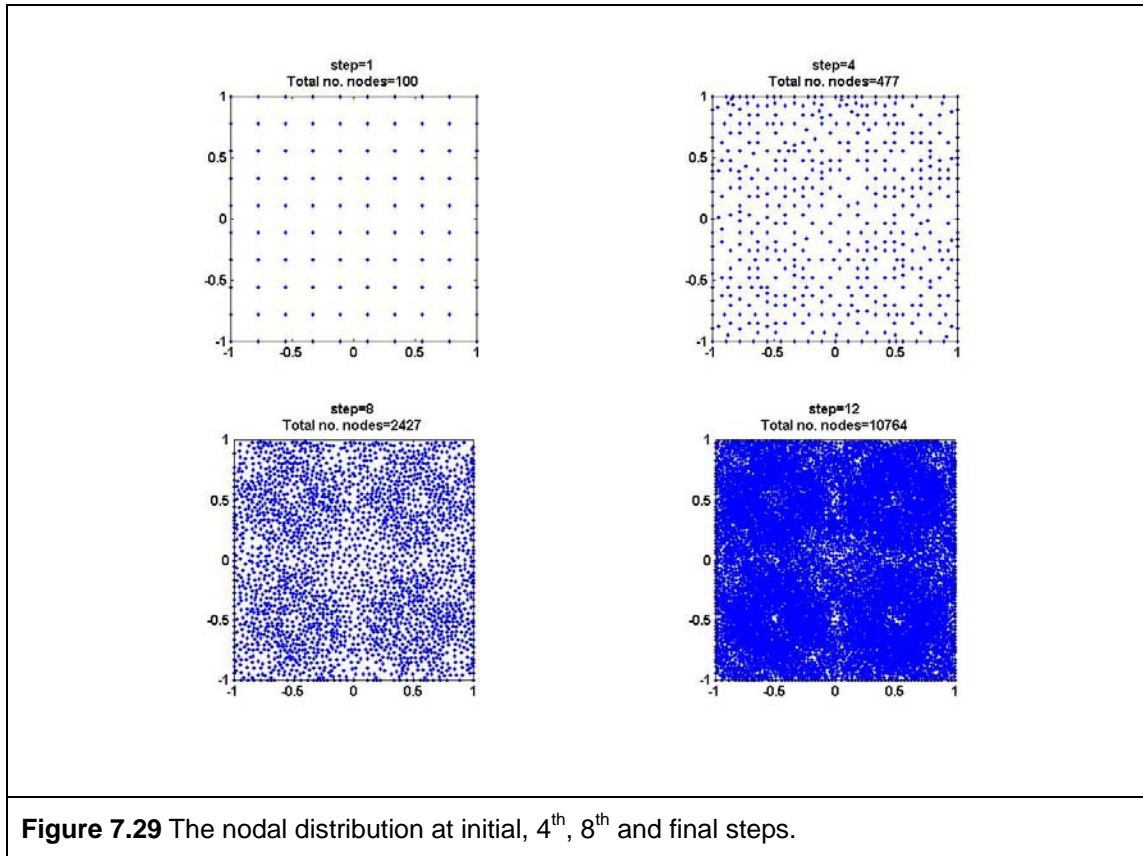 step=1
Total no. nodes=100
1
0.5
0
-0.5
-1
-1 -0.5 0 0.5 1
step=4
Total no. nodes=477
1
0.5
0
-0.5
-1
-1 -0.5 0 0.5 1
step=8
Total no. nodes=2427
1
0.5
0
-0.5
-1
-1 -0.5 0 0.5 1
step=12
Total no. nodes=10764
1
0.5
0
-0.5
-1
-1 -0.5 0 0.5 1
Figure 7.29 The nodal distribution at initial, 4th, 8th and final steps.